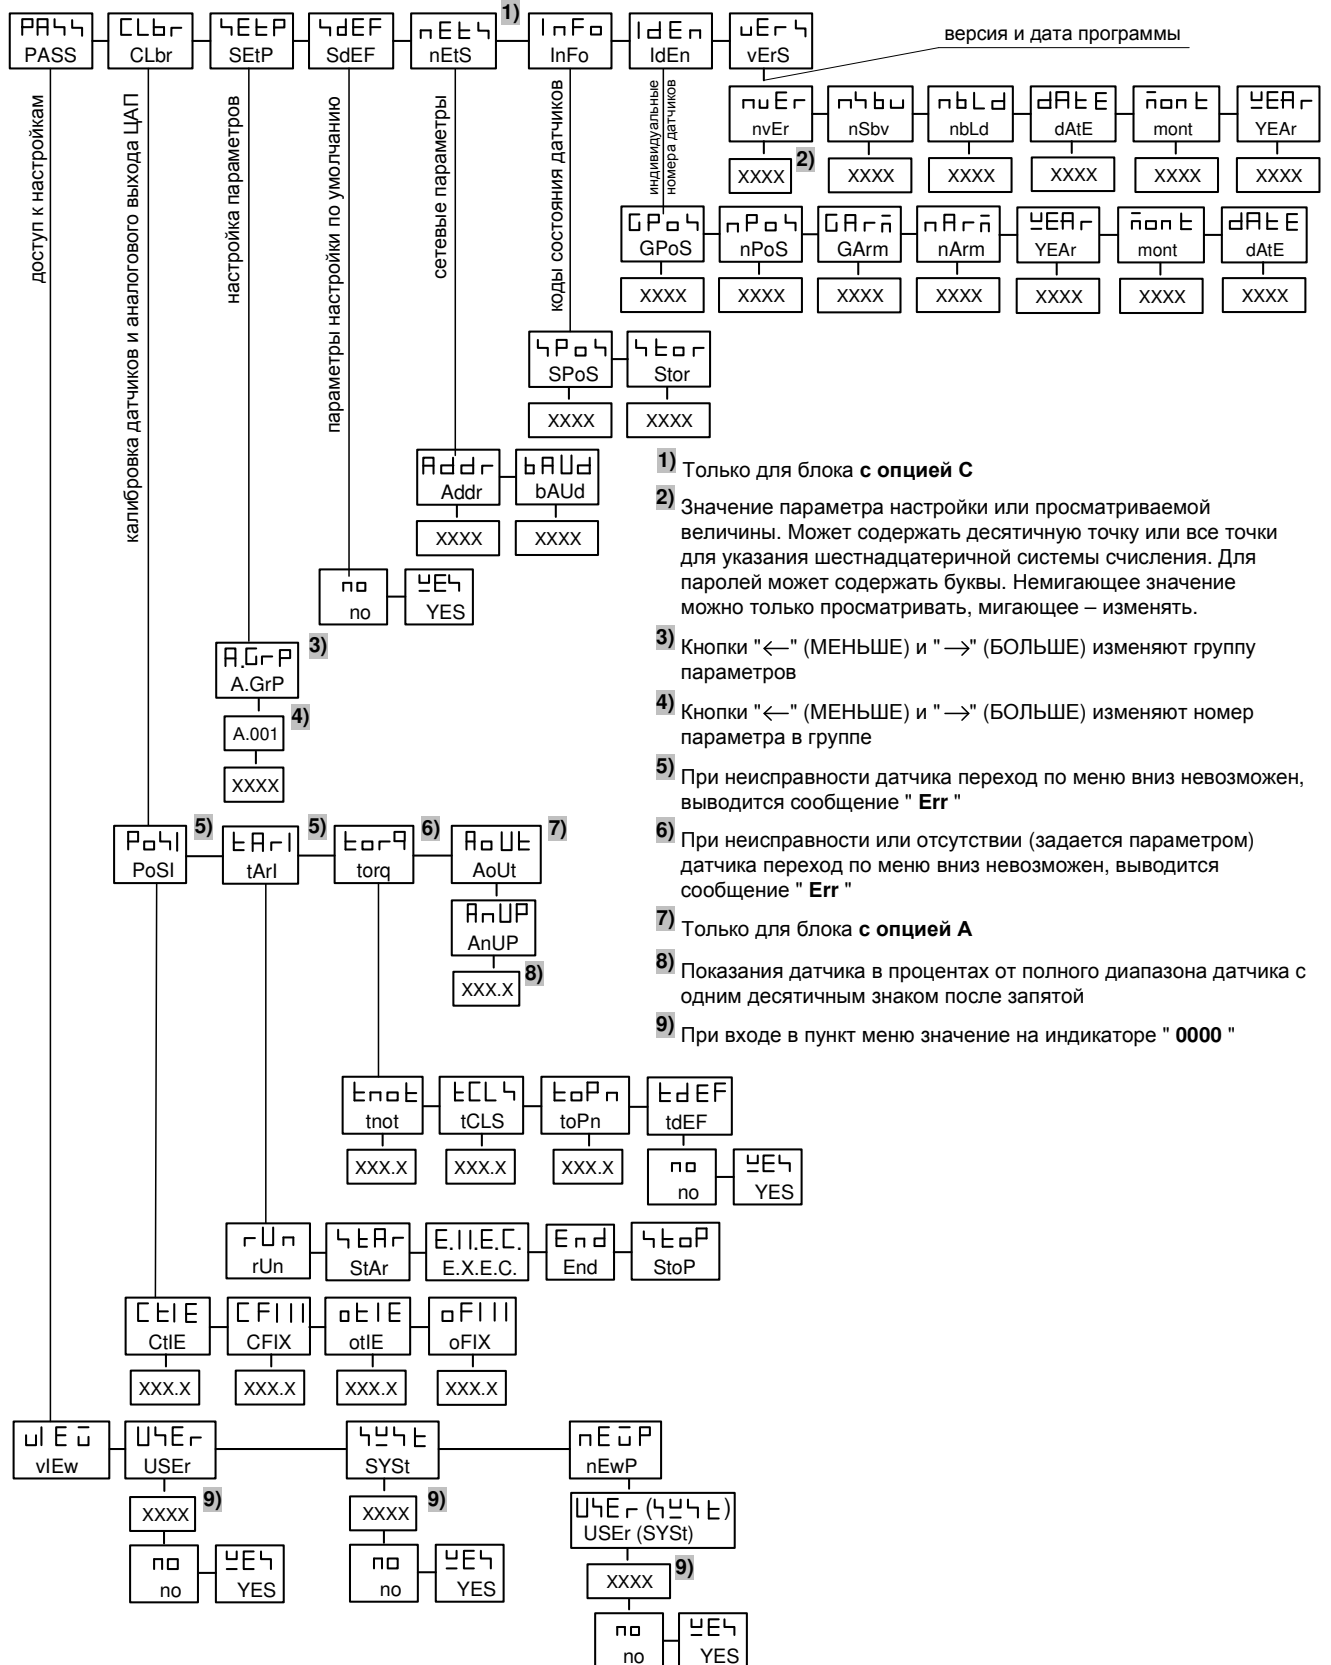 1)
PASS CLbr SEtP SdEF nEtS InFo IdEn vErS
версия и дата программы
доступ к настройкам
калибровка датчиков и аналогового выхода ЦАП
настройка параметров
параметры настройки по умолчанию
сетевые параметры
коды состояния датчиков
индивидуальные
номера датчиков
nvEr nSbv nbLd dAtE mont YEAr
XXXX 2) XXXX XXXX XXXX XXXX XXXX
GPoS nPoS GArm nArm YEAr mont dAtE
XXXX XXXX XXXX XXXX XXXX XXXX XXXX
SPoS Stor
XXXX XXXX
Addr bAUd
XXXX XXXX
no YES
3)
A.GrP
A.001 4)
XXXX
1) Только для блока с опцией С
2) Значение параметра настройки или просматриваемой
величины. Может содержать десятичную точку или все точки
для указания шестнадцатеричной системы счисления. Для
паролей может содержать буквы. Немигающее значение
можно только просматривать, мигающее – изменять.
3) Кнопки "←" (МЕНЬШЕ) и "→" (БОЛЬШЕ) изменяют группу
параметров
4) Кнопки "←" (МЕНЬШЕ) и "→" (БОЛЬШЕ) изменяют номер
параметра в группе
5) При неисправности датчика переход по меню вниз невозможен,
выводится сообщение " Err "
6) При неисправности или отсутствии (задается параметром)
датчика переход по меню вниз невозможен, выводится
сообщение " Err "
7) Только для блока с опцией А
8) Показания датчика в процентах от полного диапазона датчика с
одним десятичным знаком после запятой
9) При входе в пункт меню значение на индикаторе " 0000 "
5) 5) 6) 7)
PoSI tArI torq AoUt
AnUP
XXX.X 8)
tnot tCLS toPn tdEF
XXX.X XXX.X XXX.X no YES
rUn StAr E.X.E.C. End StoP
CtIE CFIX otIE oFIX
XXX.X XXX.X XXX.X XXX.X
vIEw USEr SYSt nEwP
XXXX 9) XXXX 9) USEr (SYSt)
no YES no YES XXXX 9)
no YES